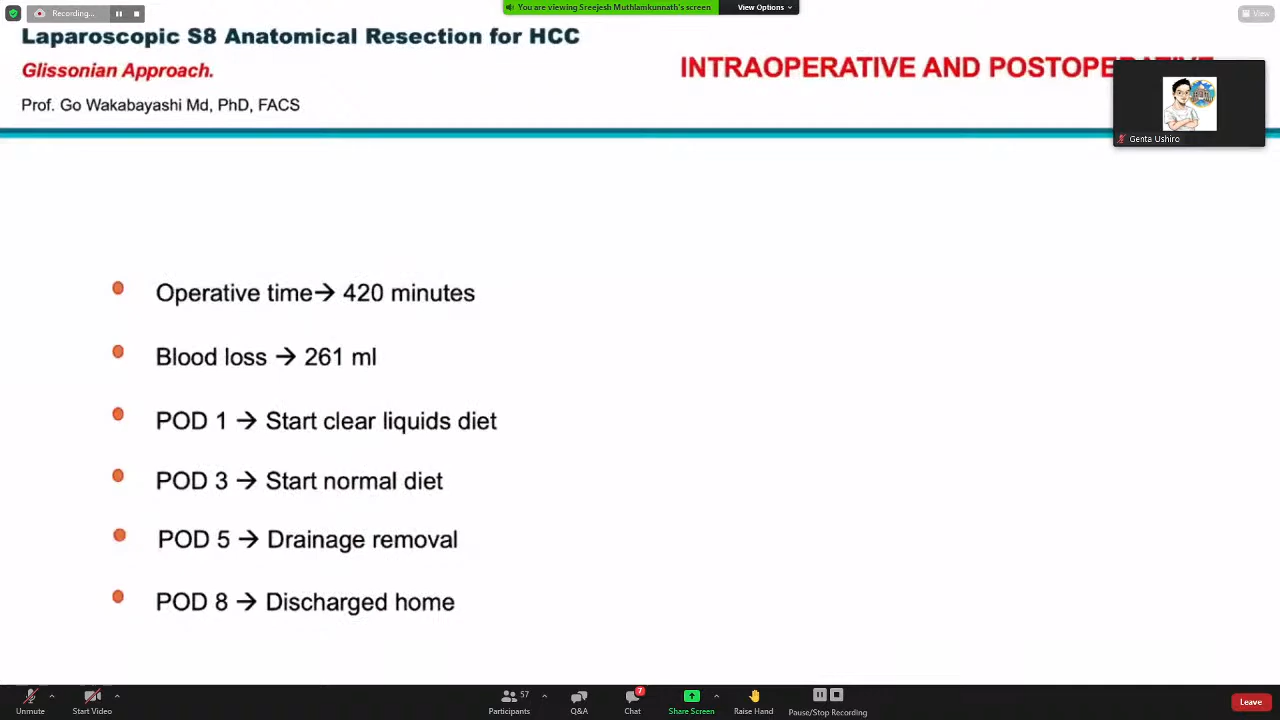 Recording...
You are viewing Sreejesh Muthlamkunnath's screen
View Options
View
Laparoscopic S8 Anatomical Resection for HCC
Glissonian Approach.
INTRAOPERATIVE AND POSTOPERATIVE
Prof. Go Wakabayashi Md, PhD, FACS
Genta Ushiro
Operative time→ 420 minutes
Blood loss → 261 ml
POD 1 → Start clear liquids diet
POD 3 → Start normal diet
POD 5 → Drainage removal
POD 8 → Discharged home
Unmute
Start Video
57
Participants
Q&A
7
Chat
Share Screen
Raise Hand
Pause/Stop Recording
Leave